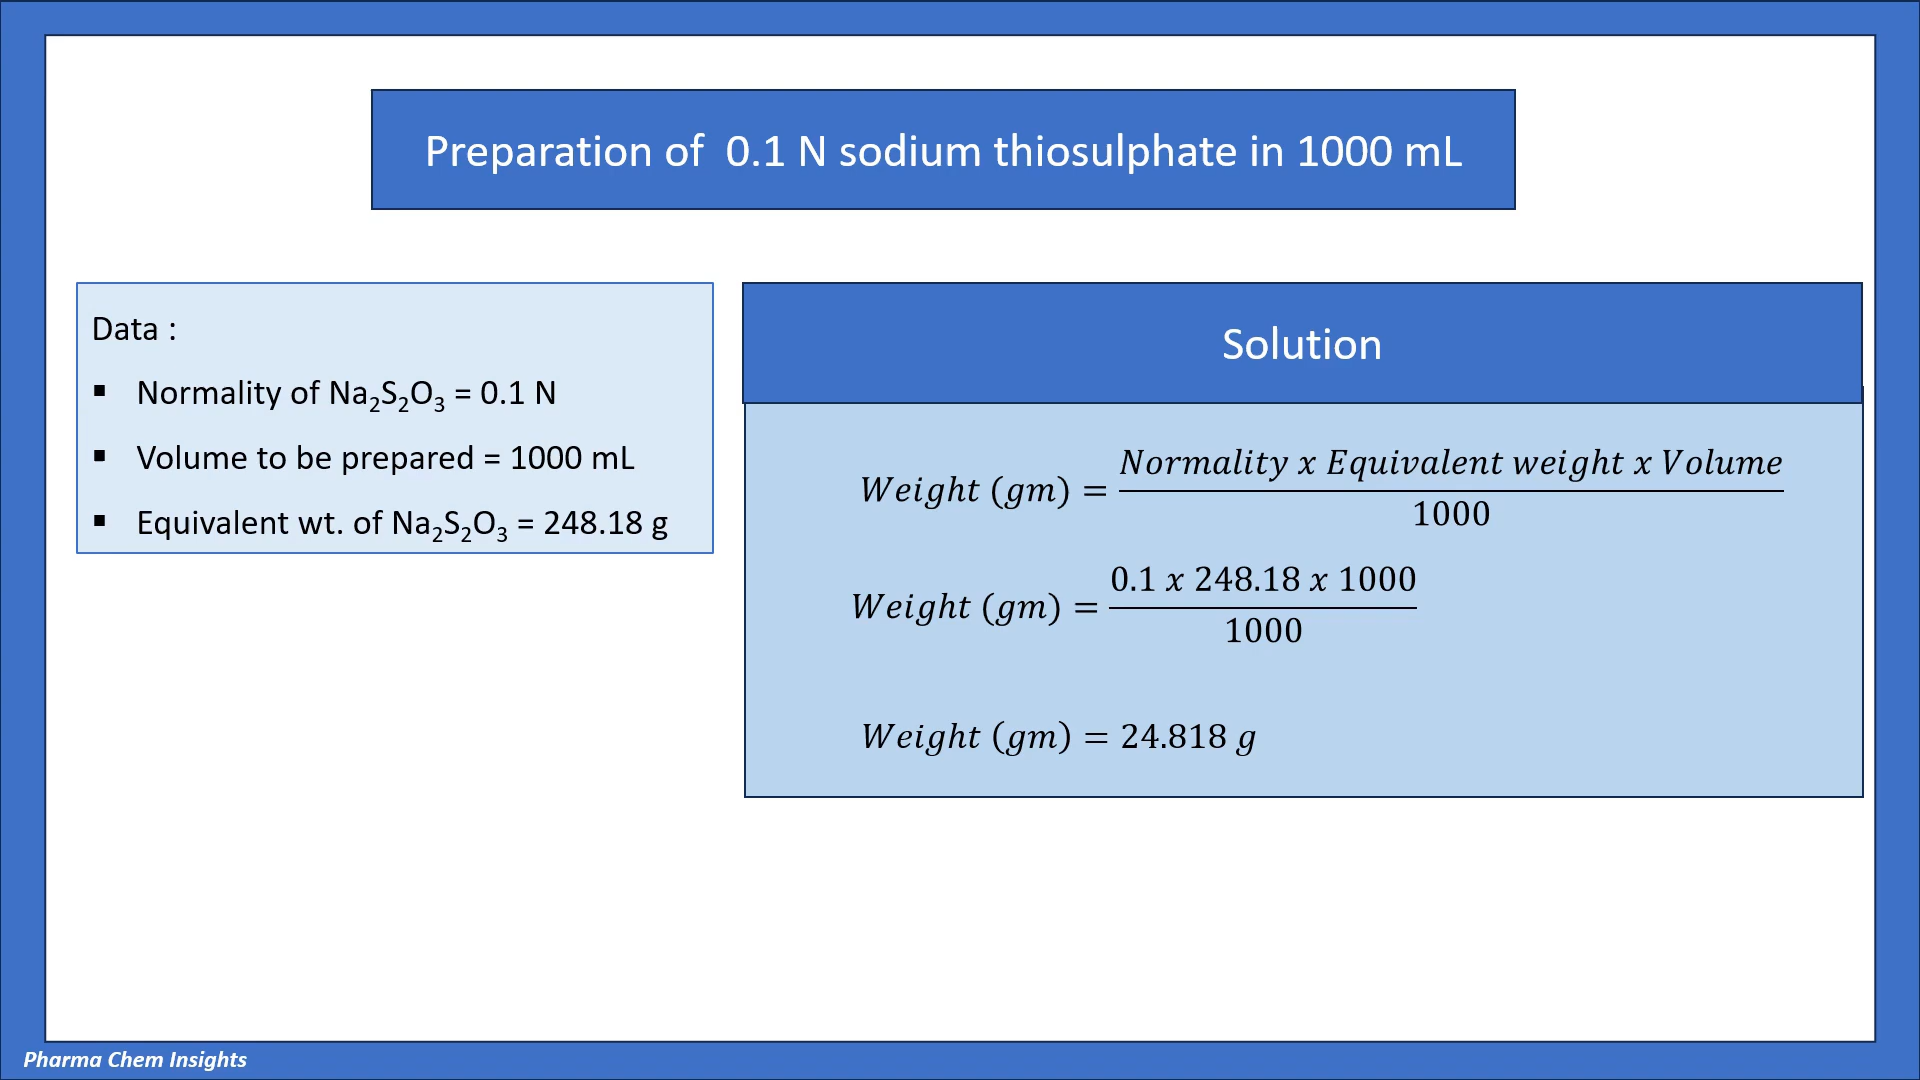 Preparation of  0.1 N sodium thiosulphate in 1000 mL
Data :
▪ Normality of Na₂S₂O₃ = 0.1 N
▪ Volume to be prepared = 1000 mL
▪ Equivalent wt. of Na₂S₂O₃ = 248.18 g
Solution
Weight (gm) = Normality x Equivalent weight x Volume / 1000
Weight (gm) = 0.1 x 248.18 x 1000 / 1000
Weight (gm) = 24.818 g
Pharma Chem Insights